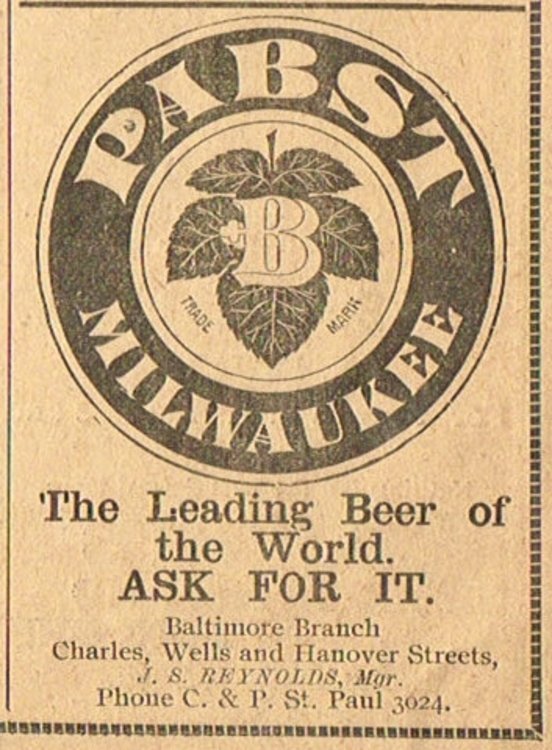 PABST
B
TRADE MARK
MILWAUKEE
The Leading Beer of
the World.
ASK FOR IT.
Baltimore Branch
Charles, Wells and Hanover Streets,
J. S. REYNOLDS, Mgr.
Phone C. & P. St. Paul 3024.